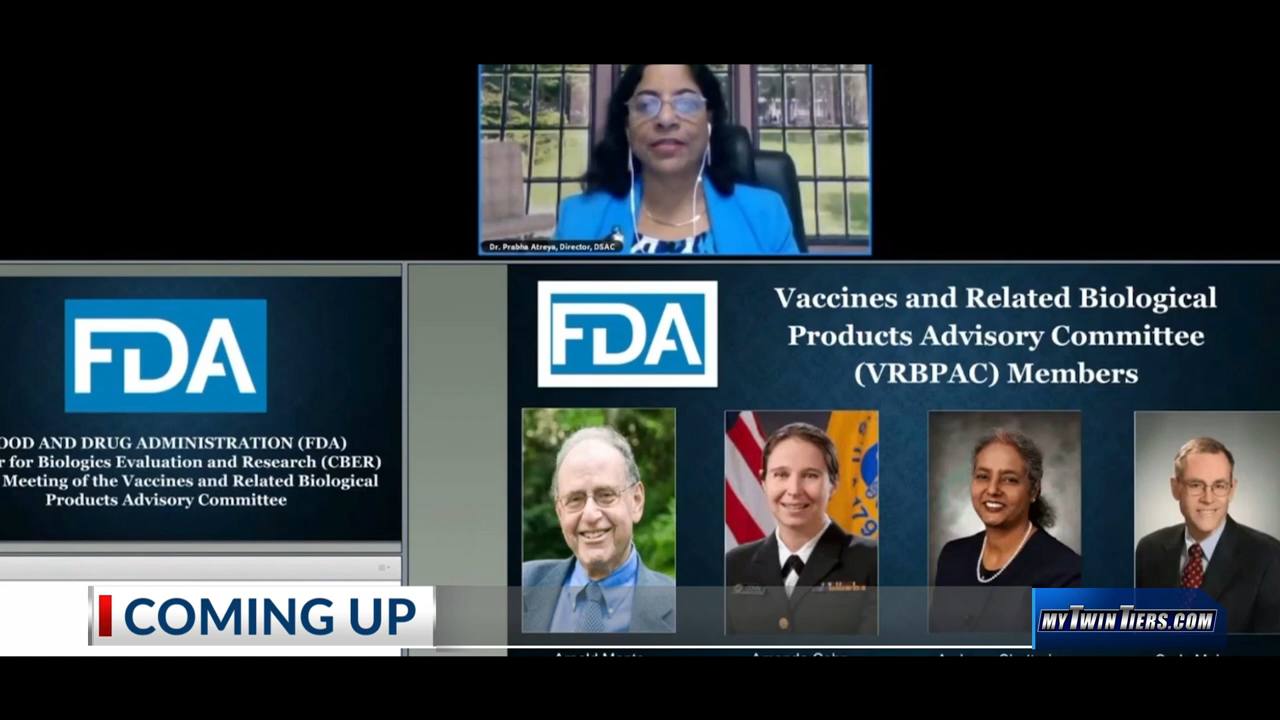 Dr. Prabha Atreya, Director, DSAC
FDA
OOD AND DRUG ADMINISTRATION (FDA)
r for Biologics Evaluation and Research (CBER)
Meeting of the Vaccines and Related Biological
Products Advisory Committee
FDA
Vaccines and Related Biological
Products Advisory Committee
(VRBPAC) Members
COMING UP
MYTWINTIERS.COM